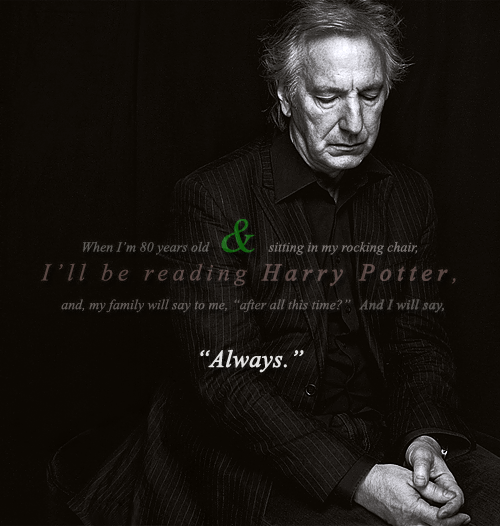 When I'm 80 years old & sitting in my rocking chair,
I'll be reading Harry Potter,
and, my family will say to me, “after all this time?” And I will say,
“Always.”